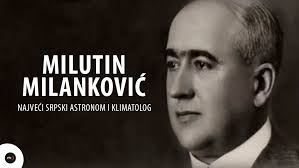 MILUTIN
MILANKOVIĆ
NAJVEĆI SRPSKI ASTRONOM I KLIMATOLOG